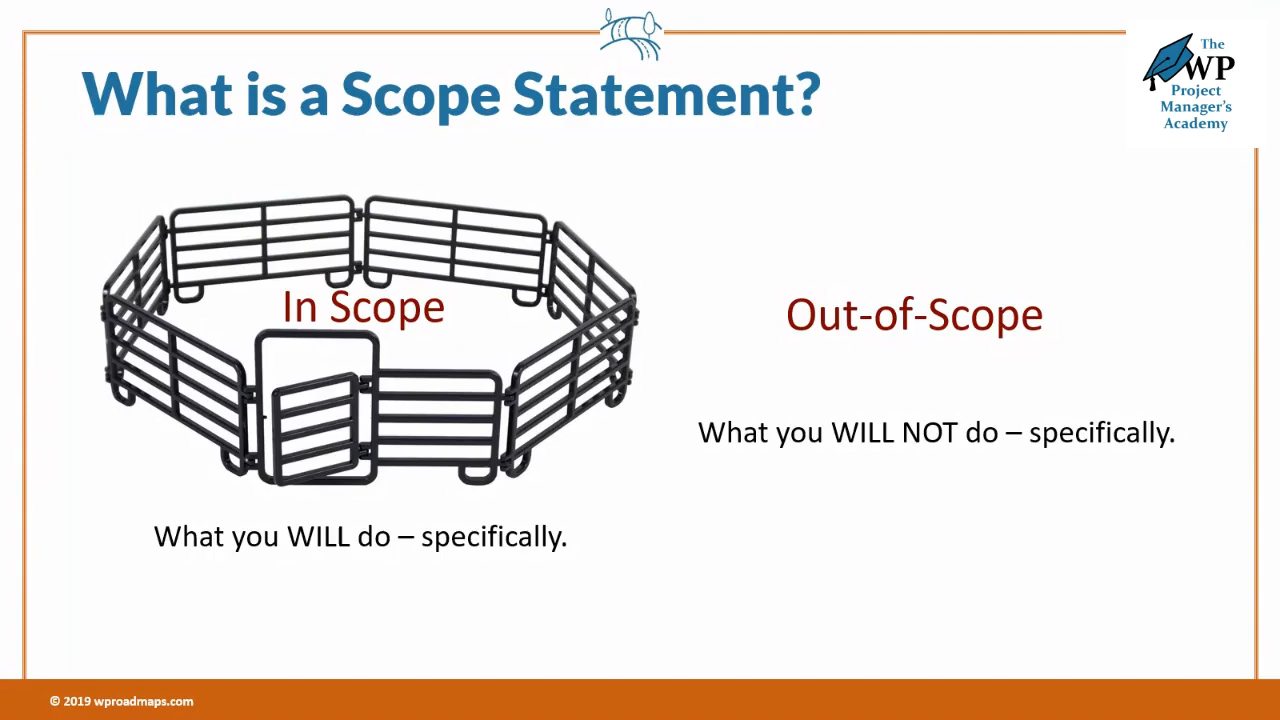 What is a Scope Statement?
The
WP
Project
Manager's
Academy
In Scope
Out-of-Scope
What you WILL NOT do – specifically.
What you WILL do – specifically.
© 2019 wproadmaps.com